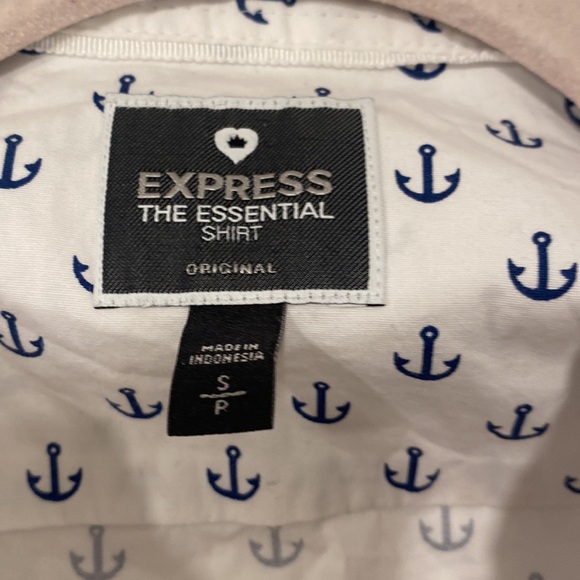 EXPRESS
THE ESSENTIAL
SHIRT
ORIGINAL
MADE IN
INDONESIA
S
P